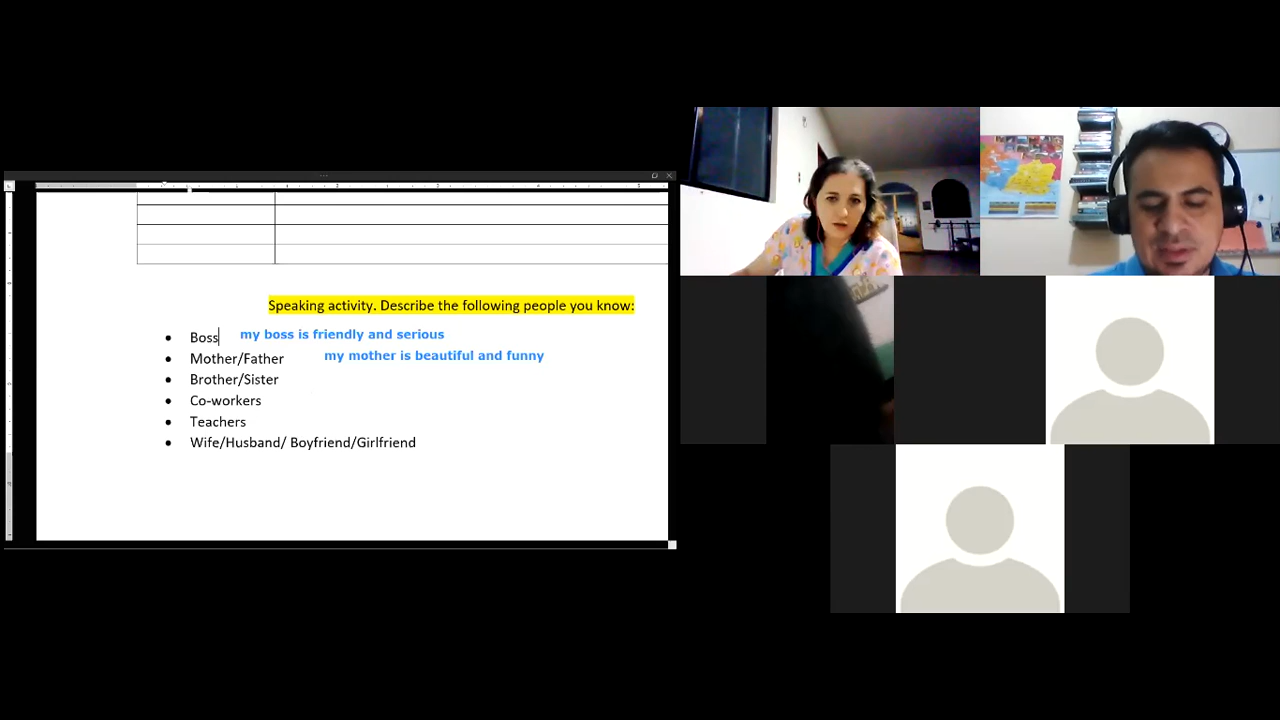 Speaking activity. Describe the following people you know:
• Boss my boss is friendly and serious
• Mother/Father my mother is beautiful and funny
• Brother/Sister
• Co-workers
• Teachers
• Wife/Husband/ Boyfriend/Girlfriend